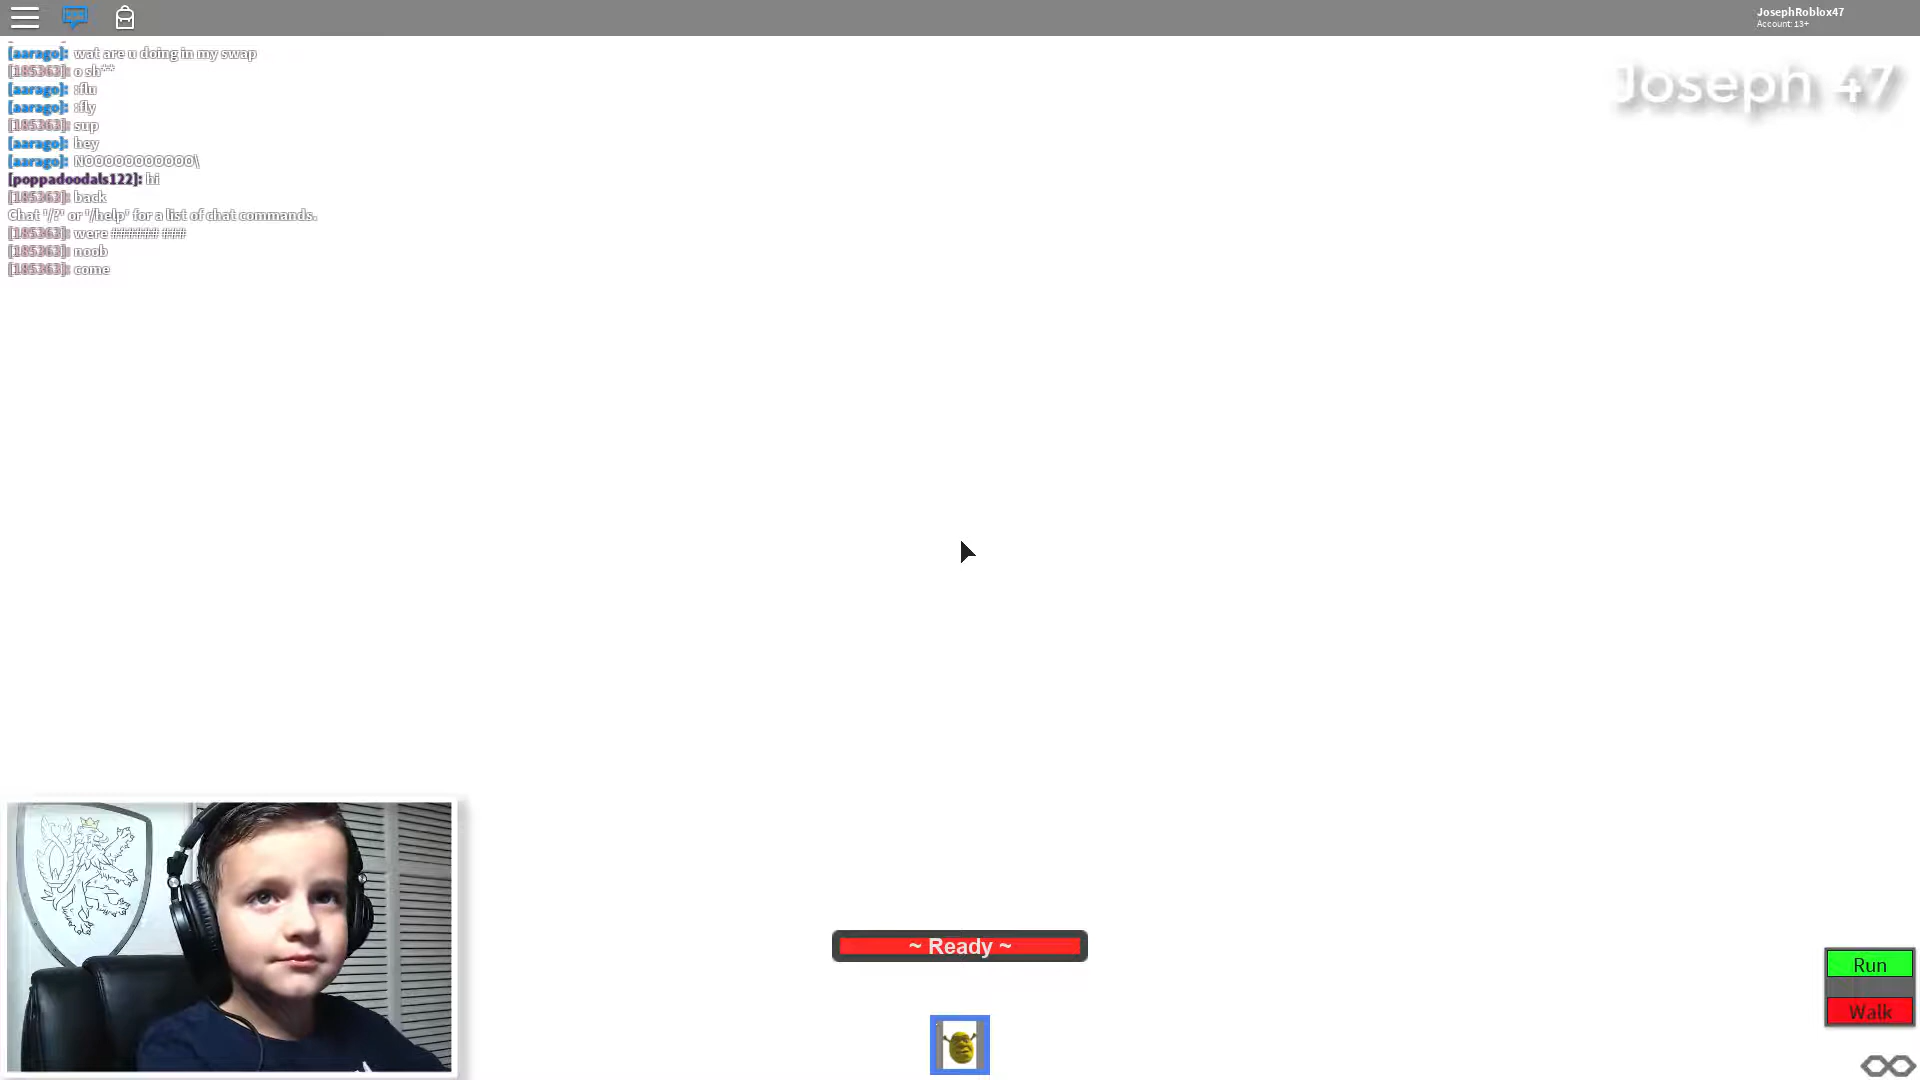 JosephRoblox47
Account: 13+
[aarago]: wat are u doing in my swap
[185363]: o sh**
[aarago]: :flu
[aarago]: :fly
[185363]: sup
[aarago]: hey
[aarago]: NOOOOOOOOOOO\
[poppadoodals122]: hi
[185363]: back
Chat '/?' or '/help' for a list of chat commands.
[185363]: were ###### ###
[185363]: noob
[185363]: come
Joseph 47
~ Ready ~
Run
Walk